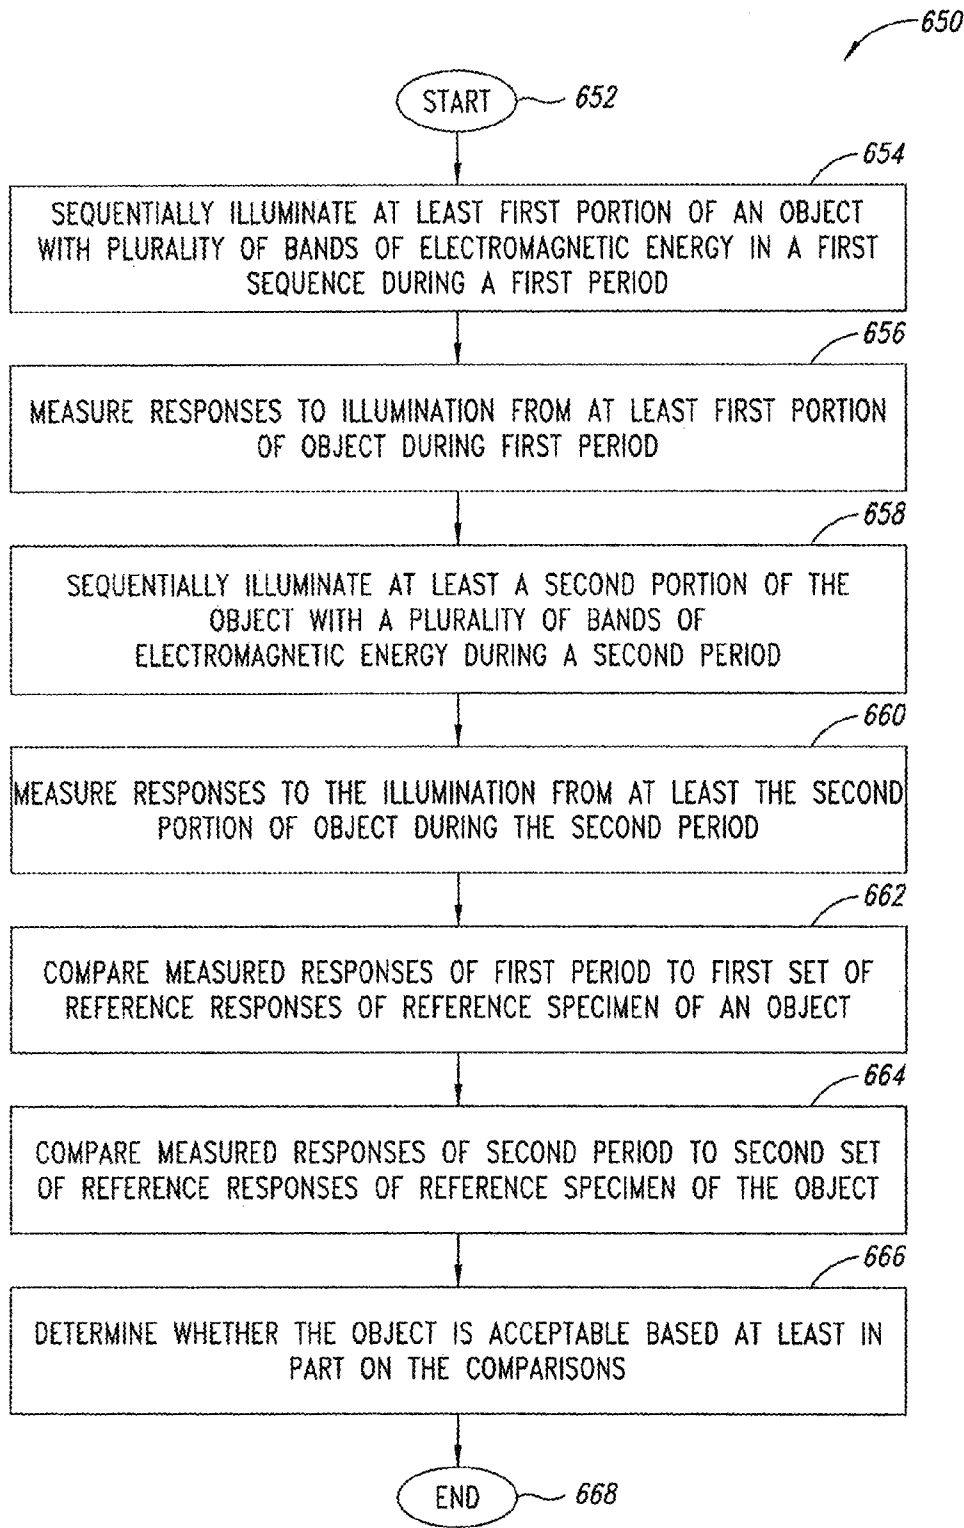 650
START
652
654
SEQUENTIALLY ILLUMINATE AT LEAST FIRST PORTION OF AN OBJECT
WITH PLURALITY OF BANDS OF ELECTROMAGNETIC ENERGY IN A FIRST
SEQUENCE DURING A FIRST PERIOD
656
MEASURE RESPONSES TO ILLUMINATION FROM AT LEAST FIRST PORTION
OF OBJECT DURING FIRST PERIOD
658
SEQUENTIALLY ILLUMINATE AT LEAST A SECOND PORTION OF THE
OBJECT WITH A PLURALITY OF BANDS OF
ELECTROMAGNETIC ENERGY DURING A SECOND PERIOD
660
MEASURE RESPONSES TO THE ILLUMINATION FROM AT LEAST THE SECOND
PORTION OF OBJECT DURING THE SECOND PERIOD
662
COMPARE MEASURED RESPONSES OF FIRST PERIOD TO FIRST SET OF
REFERENCE RESPONSES OF REFERENCE SPECIMEN OF AN OBJECT
664
COMPARE MEASURED RESPONSES OF SECOND PERIOD TO SECOND SET
OF REFERENCE RESPONSES OF REFERENCE SPECIMEN OF THE OBJECT
666
DETERMINE WHETHER THE OBJECT IS ACCEPTABLE BASED AT LEAST IN
PART ON THE COMPARISONS
END
668